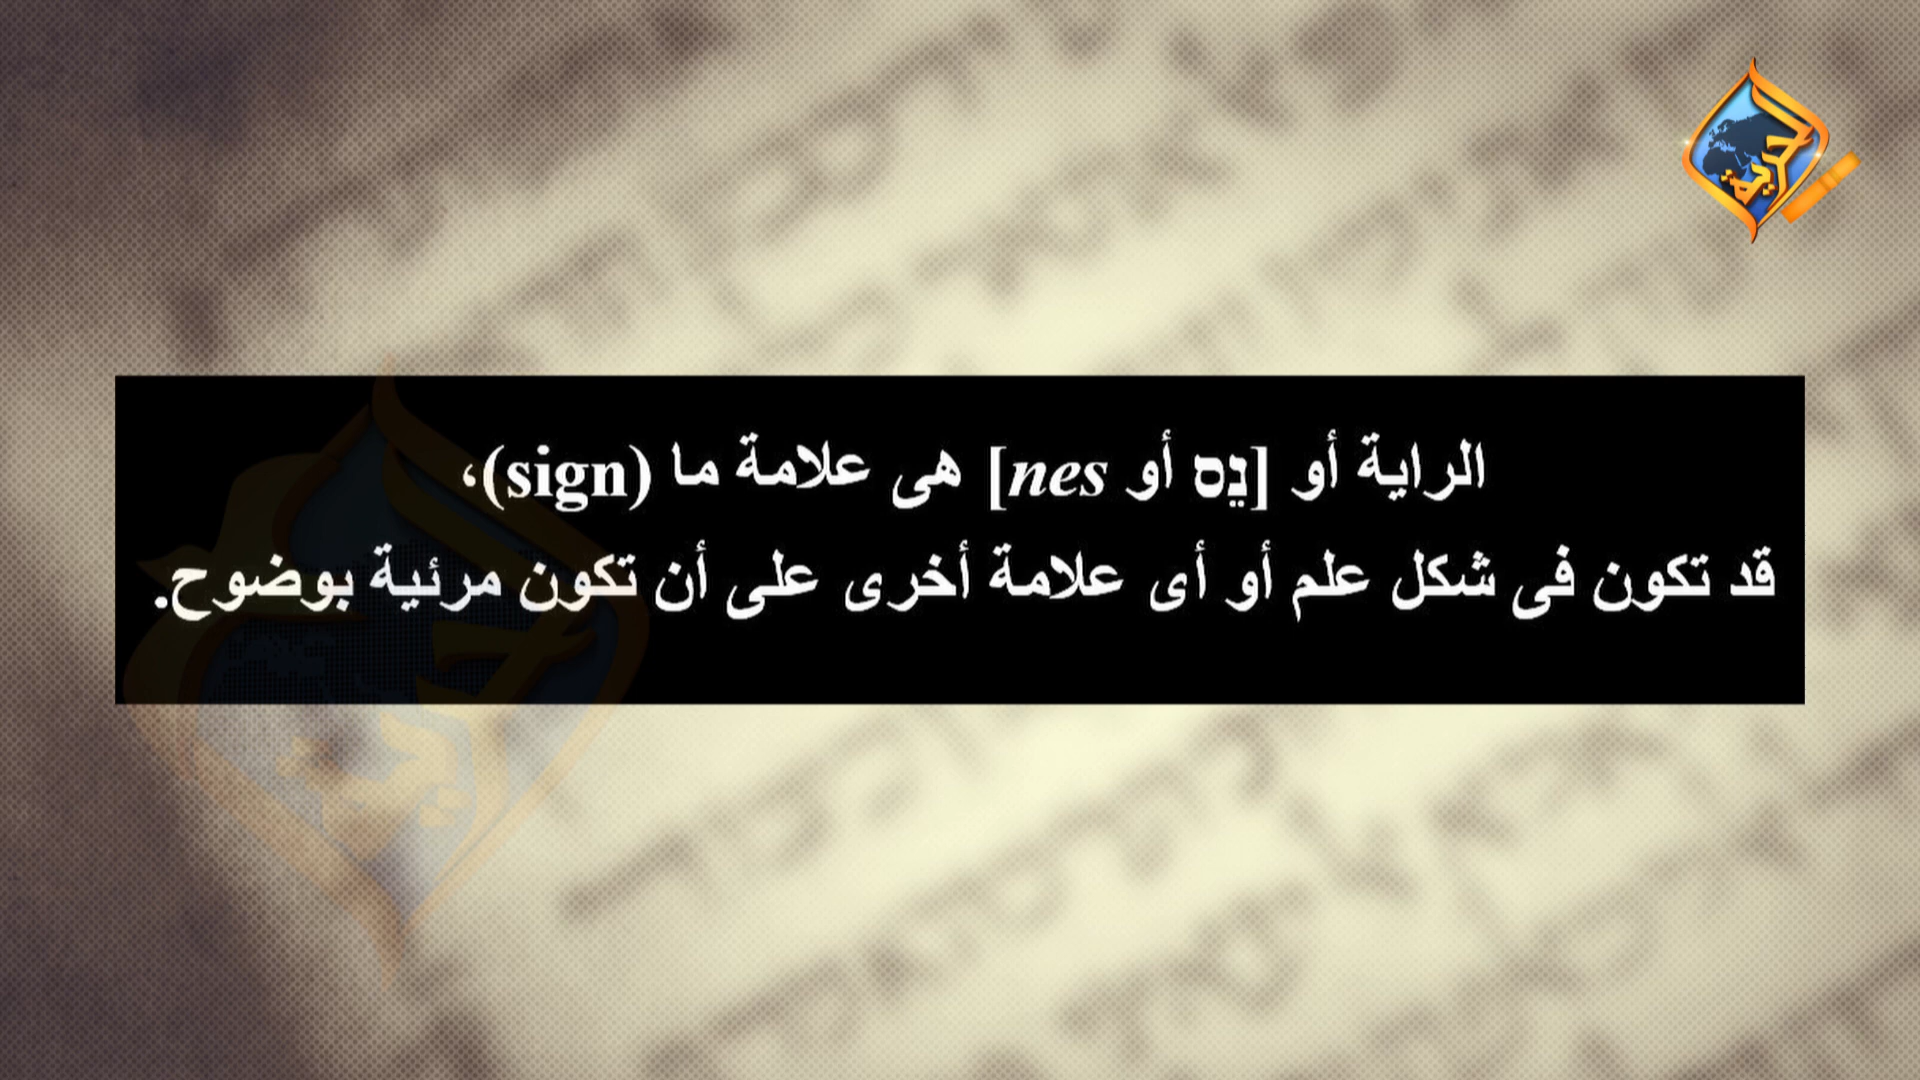 الحرية
الراية أو [נֵס أو nes] هى علامة ما (sign)،
قد تكون فى شكل علم أو أى علامة أخرى على أن تكون مرئية بوضوح.